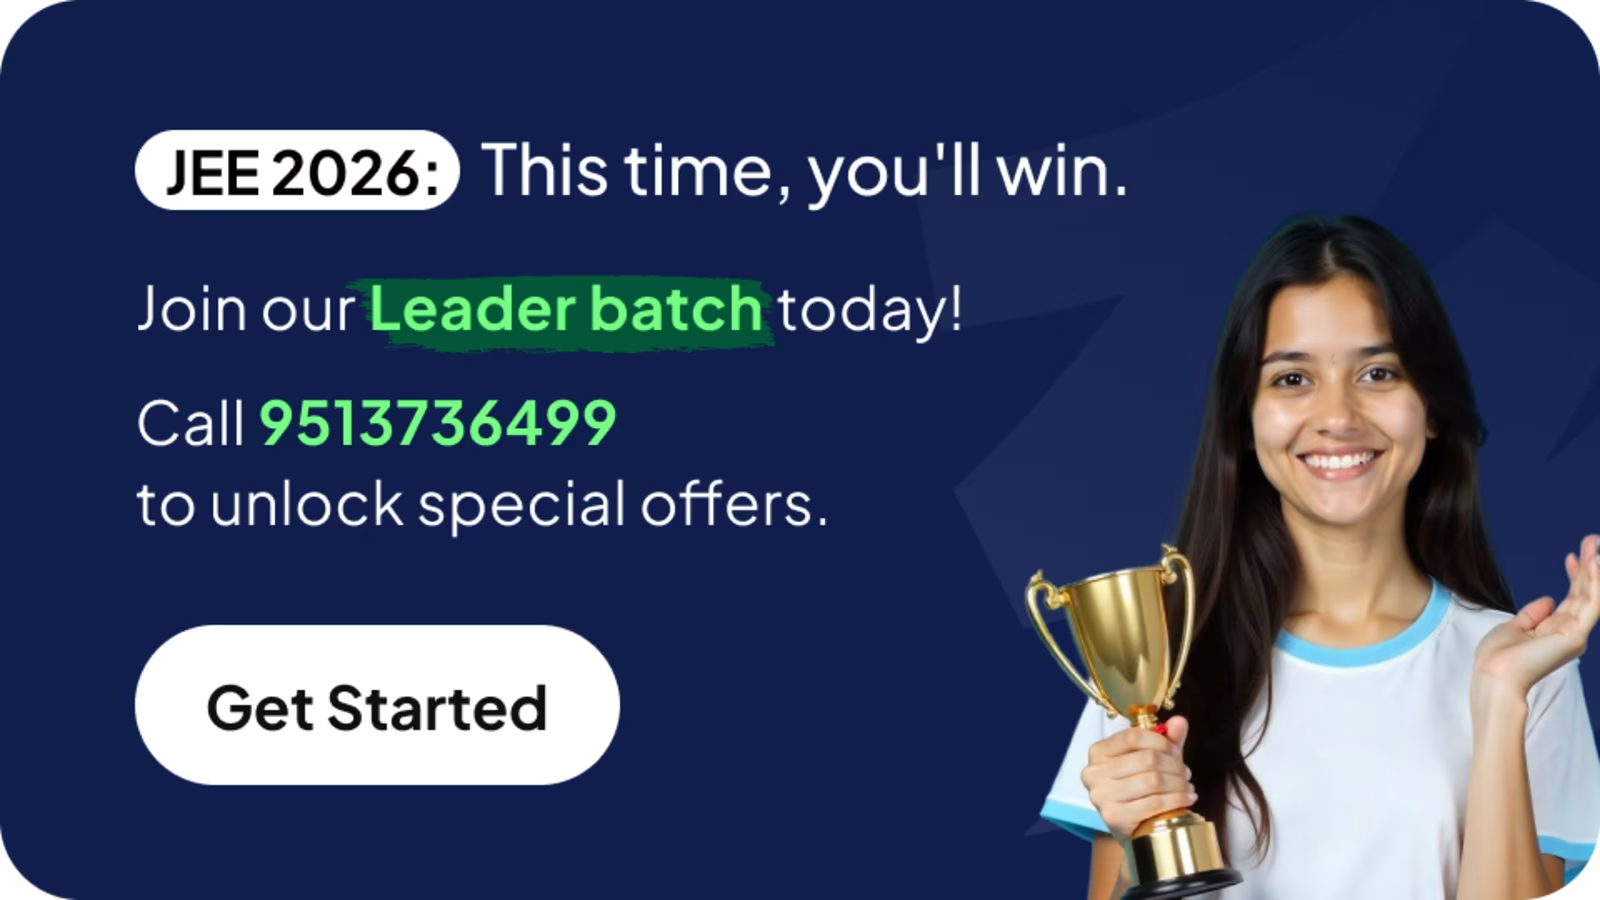 JEE 2026: This time, you'll win.
Join our Leader batch today!
Call 9513736499
to unlock special offers.
Get Started